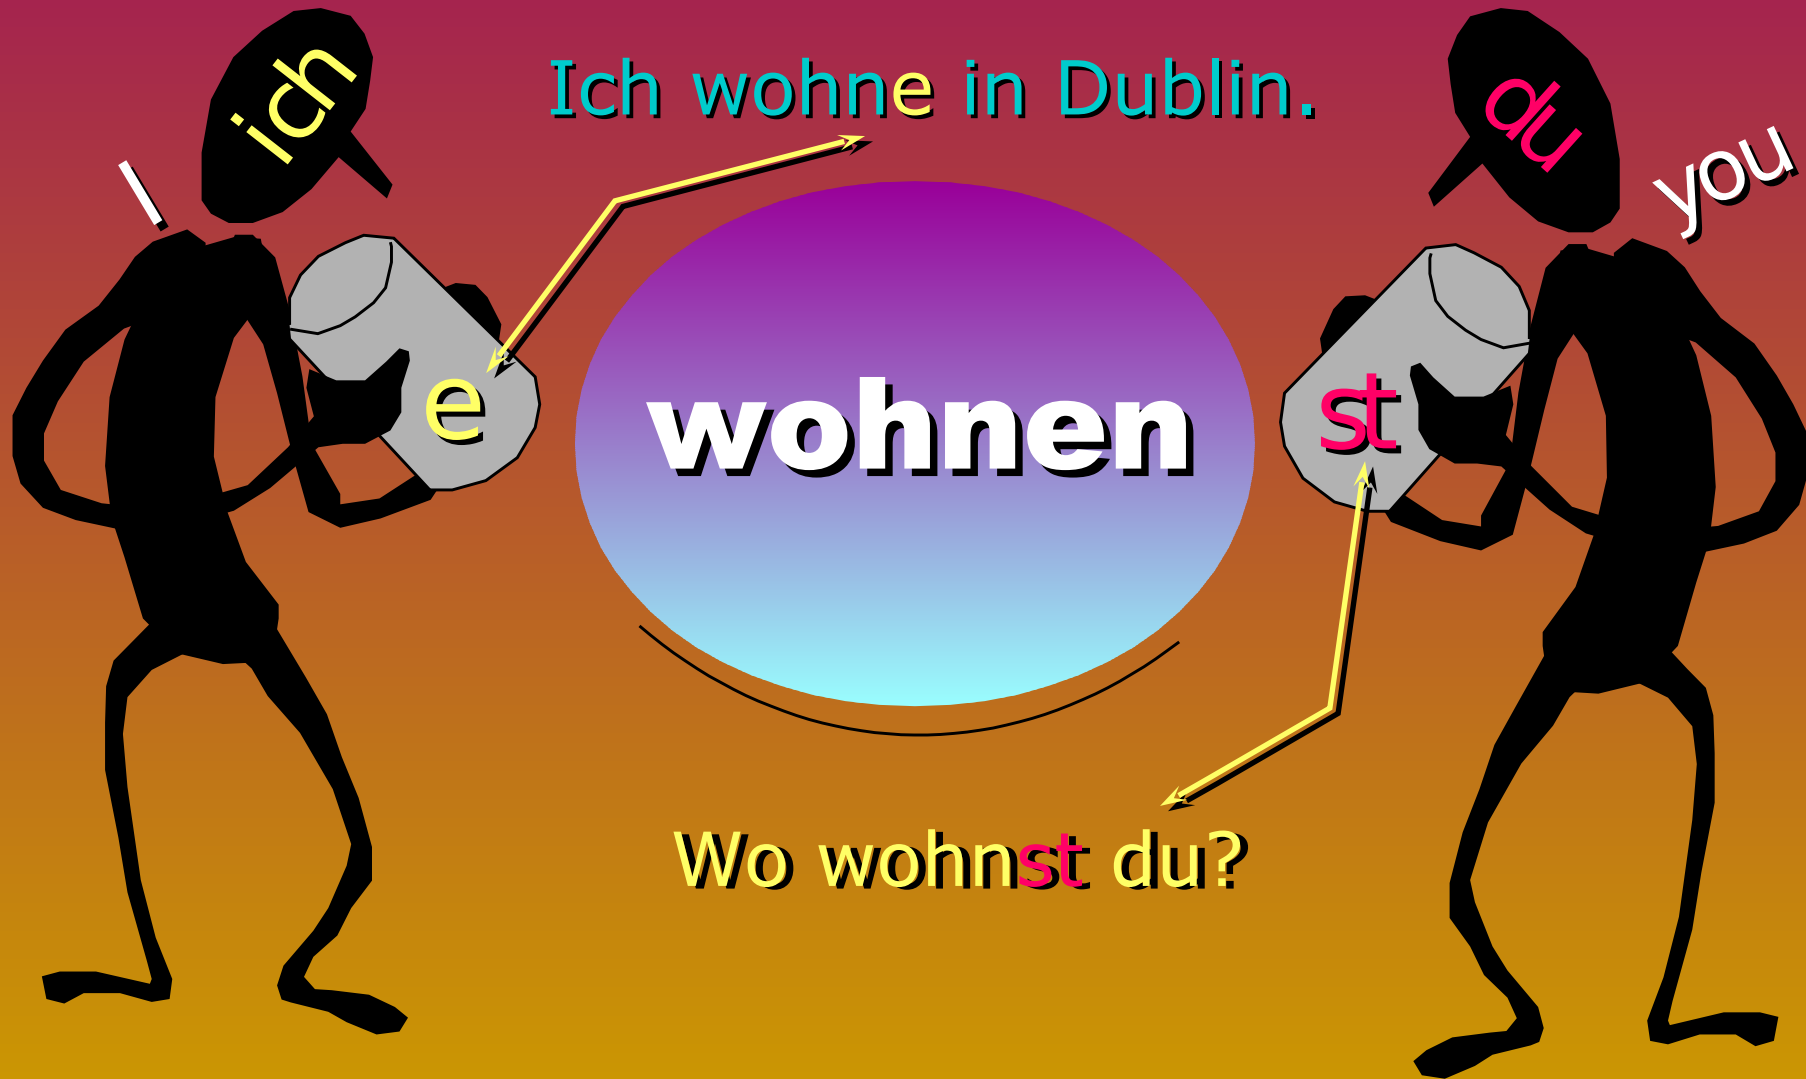 Ich wohne in Dublin.
ich
I
du
you
e
wohnen
st
Wo wohnst du?